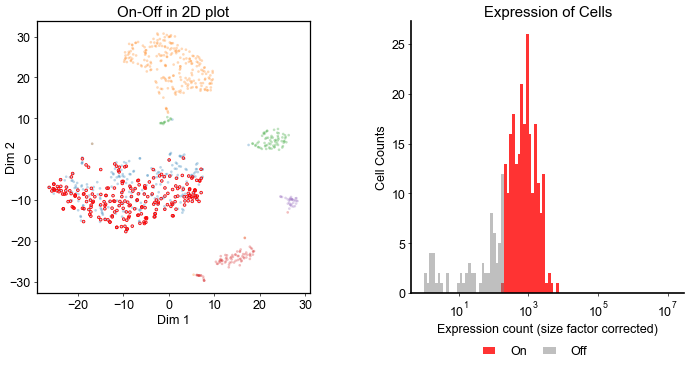 On-Off in 2D plot
Dim 2
30
20
10
0
−10
−20
−30
−20
−10
0
10
20
30
Dim 1
Expression of Cells
Cell Counts
25
20
15
10
5
0
10^1
10^3
10^5
10^7
Expression count (size factor corrected)
On
Off